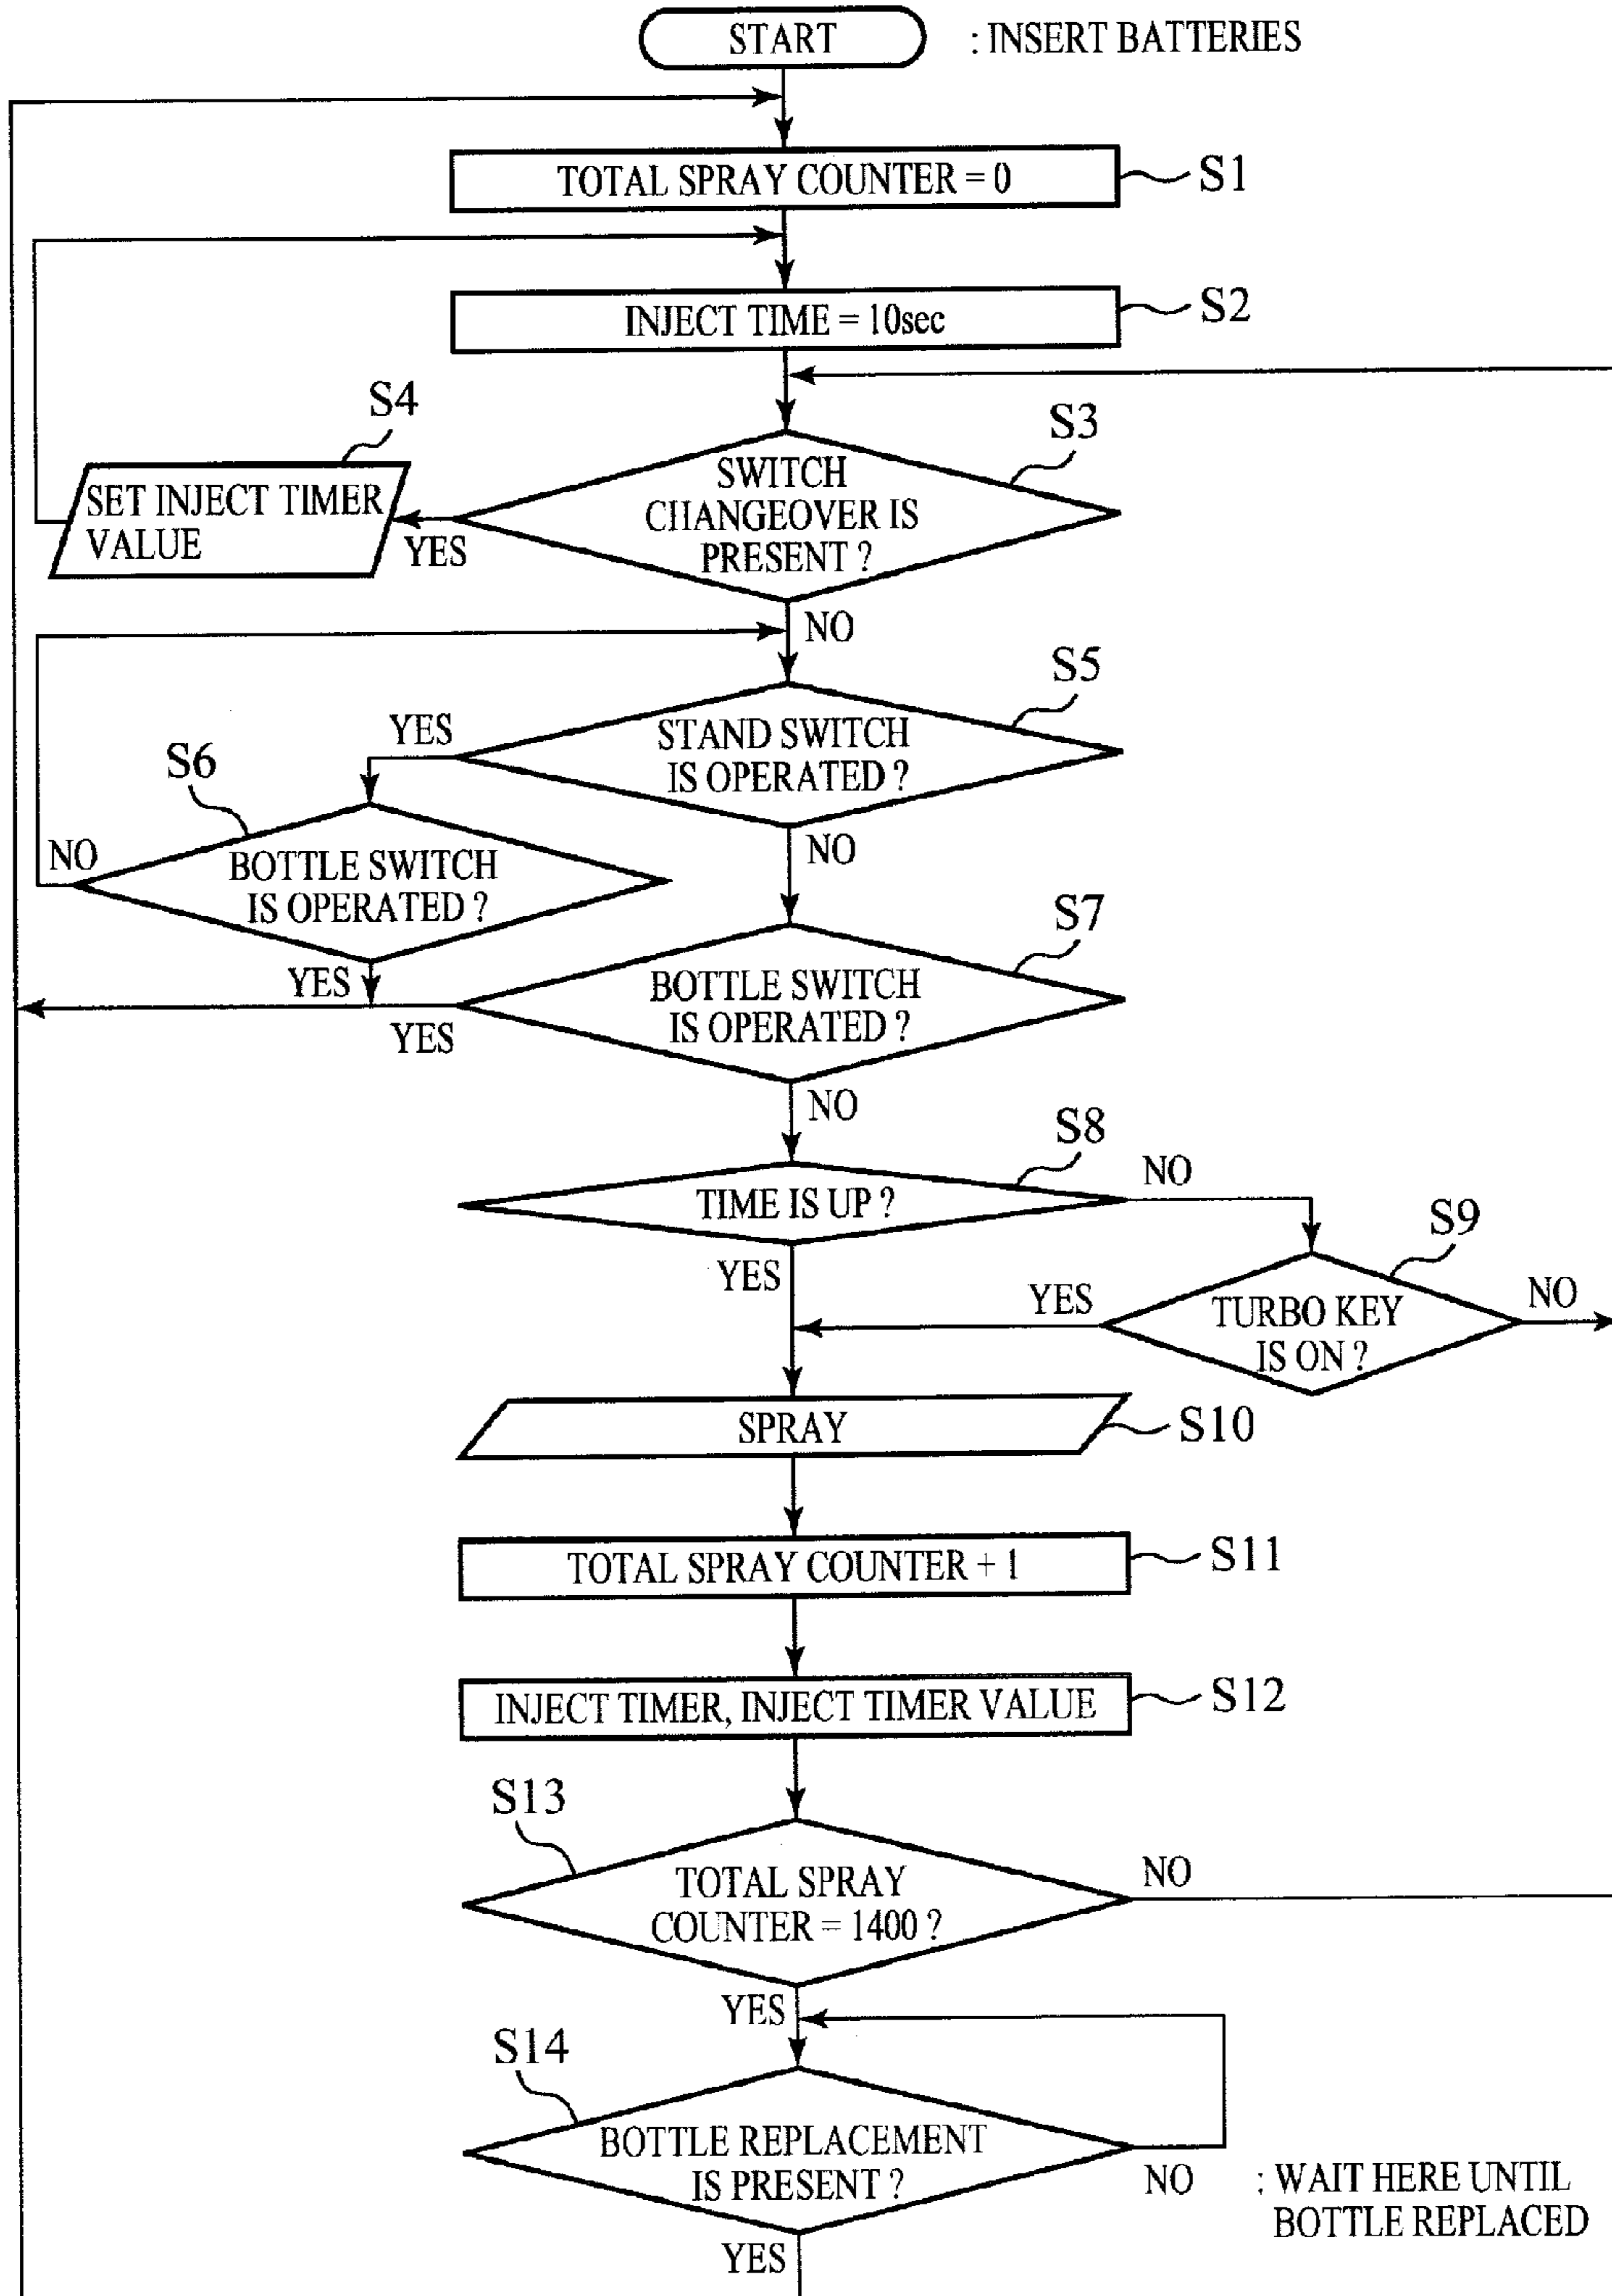 START
: INSERT BATTERIES
TOTAL SPRAY COUNTER = 0
S1
INJECT TIME = 10sec
S2
S4
S3
SET INJECT TIMER
VALUE
SWITCH
CHANGEOVER IS
PRESENT ?
YES
NO
S5
YES
STAND SWITCH
IS OPERATED ?
S6
NO
NO
BOTTLE SWITCH
IS OPERATED ?
S7
YES
BOTTLE SWITCH
IS OPERATED ?
YES
NO
S8
NO
TIME IS UP ?
S9
YES
YES
TURBO KEY
IS ON ?
NO
SPRAY
S10
TOTAL SPRAY COUNTER + 1
S11
INJECT TIMER, INJECT TIMER VALUE
S12
S13
TOTAL SPRAY
COUNTER = 1400 ?
NO
YES
S14
BOTTLE REPLACEMENT
IS PRESENT ?
NO
: WAIT HERE UNTIL
BOTTLE REPLACED
YES